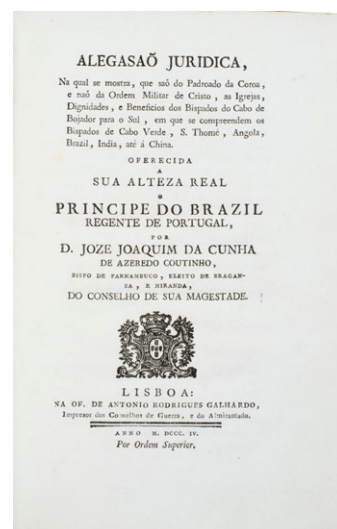 ALEGASAÕ JURIDICA,
Na qual se mostra, que saõ do Padroado da Coroa,
e naõ da Ordem Militar de Cristo, as Igrejas,
Dignidades, e Beneficios dos Bispados do Cabo de
Bojador para o Sul, em que se compreendem os
Bispados de Cabo Verde, S. Thomé, Angola,
Brazil, India, até á China.
OFERECIDA
A
SUA ALTEZA REAL
O
PRINCIPE DO BRAZIL
REGENTE DE PORTUGAL,
POR
D. JOZE JOAQUIM DA CUNHA
DE AZEREDO COUTINHO,
BISPO DE PARNAMBUCO, ELEITO DE BRAGAN-
SA, E MIRANDA,
DO CONSELHO DE SUA MAGESTADE.
LISBOA:
NA OF. DE ANTONIO RODRIGUES GALHARDO,
Impresor dos Conselhos de Guerra, e do Almirantado.
ANNO M. DCCC. IV.
Por Ordem Superior.